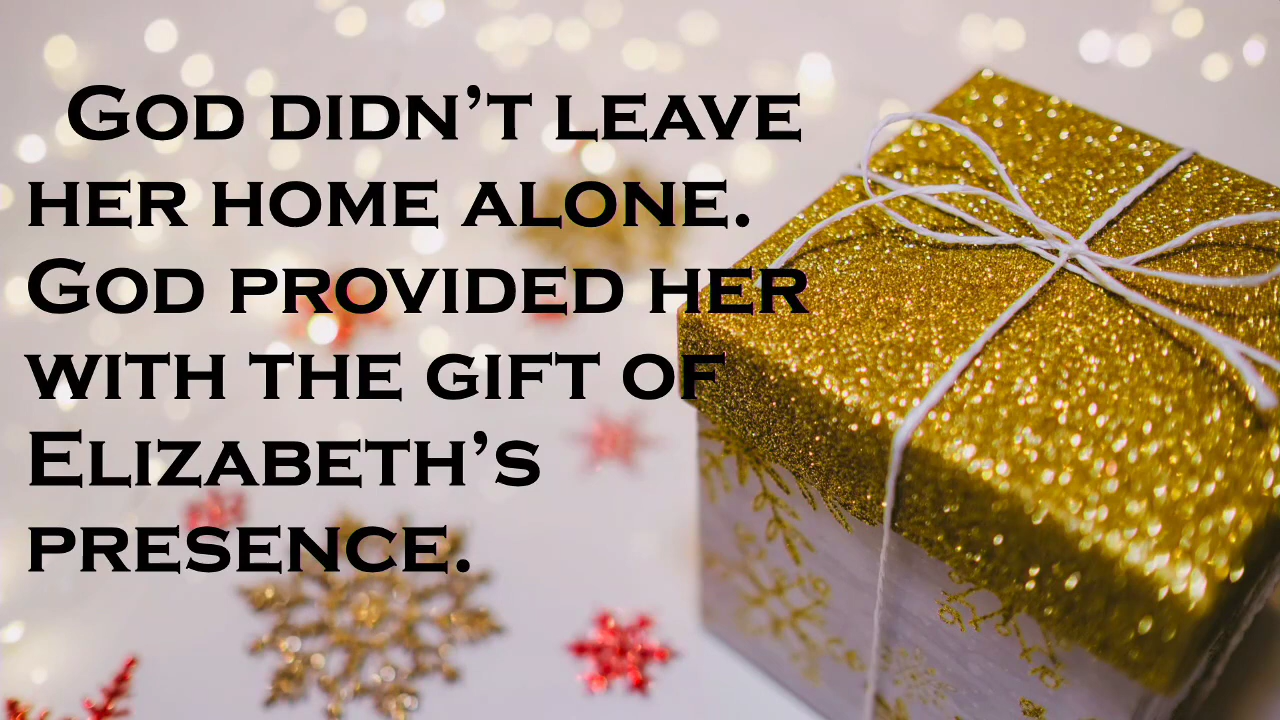 God didn’t leave
her home alone.
God provided her
with the gift of
Elizabeth’s
presence.